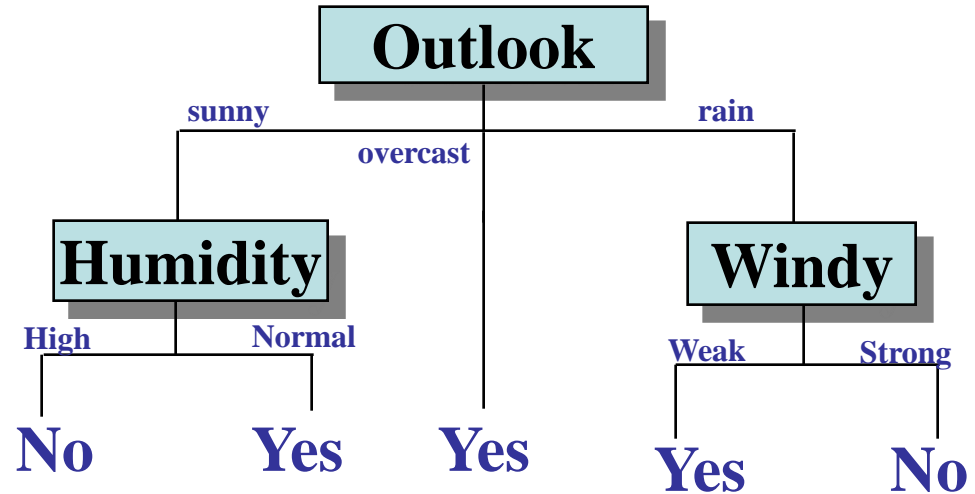 Outlook
sunny
rain
overcast
Humidity
Windy
High
Normal
Weak
Strong
No
Yes
Yes
Yes
No